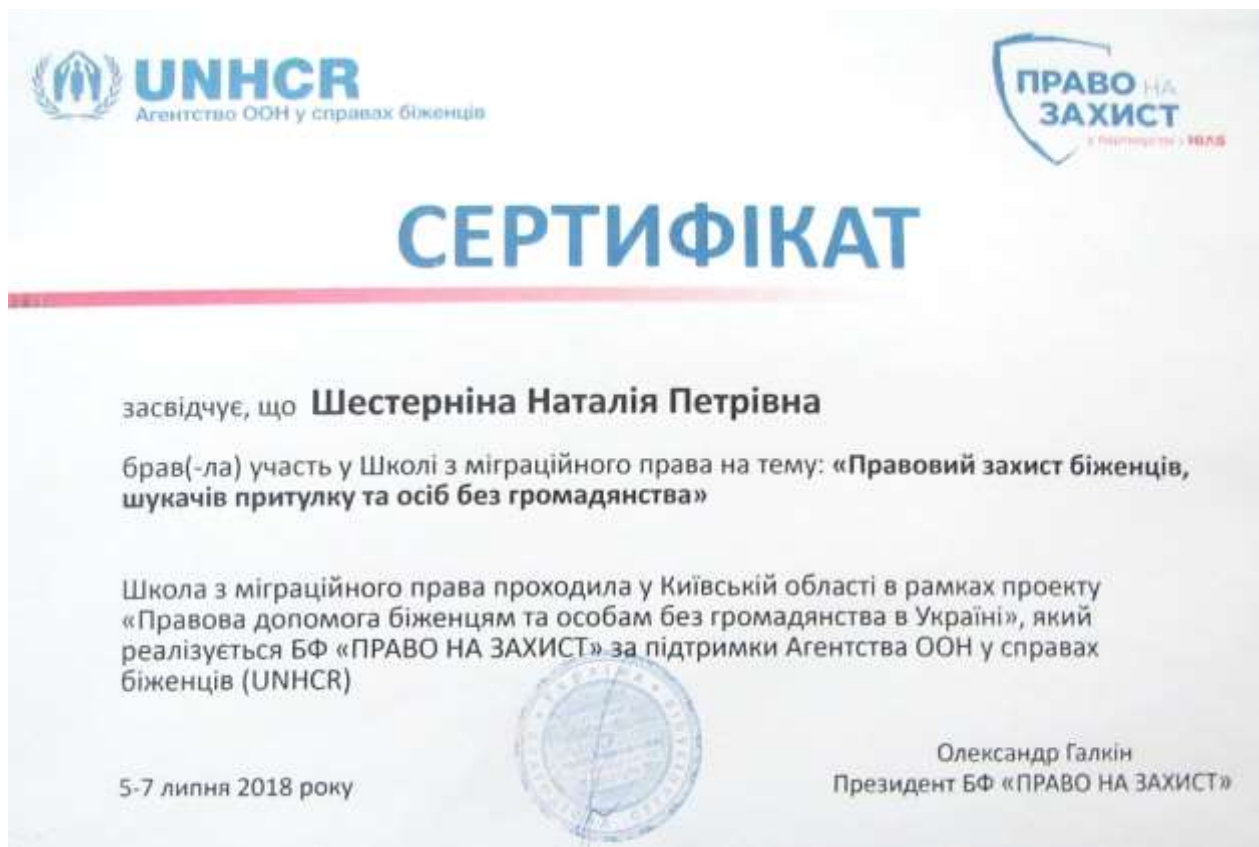 UNHCR
Агентство ООН у справах біженців
ПРАВО НА
ЗАХИСТ
СЕРТИФІКАТ
засвідчує, що Шестерніна Наталія Петрівна
брав(-ла) участь у Школі з міграційного права на тему: «Правовий захист біженців,
шукачів притулку та осіб без громадянства»
Школа з міграційного права проходила у Київській області в рамках проекту
«Правова допомога біженцям та особам без громадянства в Україні», який
реалізується БФ «ПРАВО НА ЗАХИСТ» за підтримки Агентства ООН у справах
біженців (UNHCR)
Олександр Галкін
5-7 липня 2018 року
Президент БФ «ПРАВО НА ЗАХИСТ»